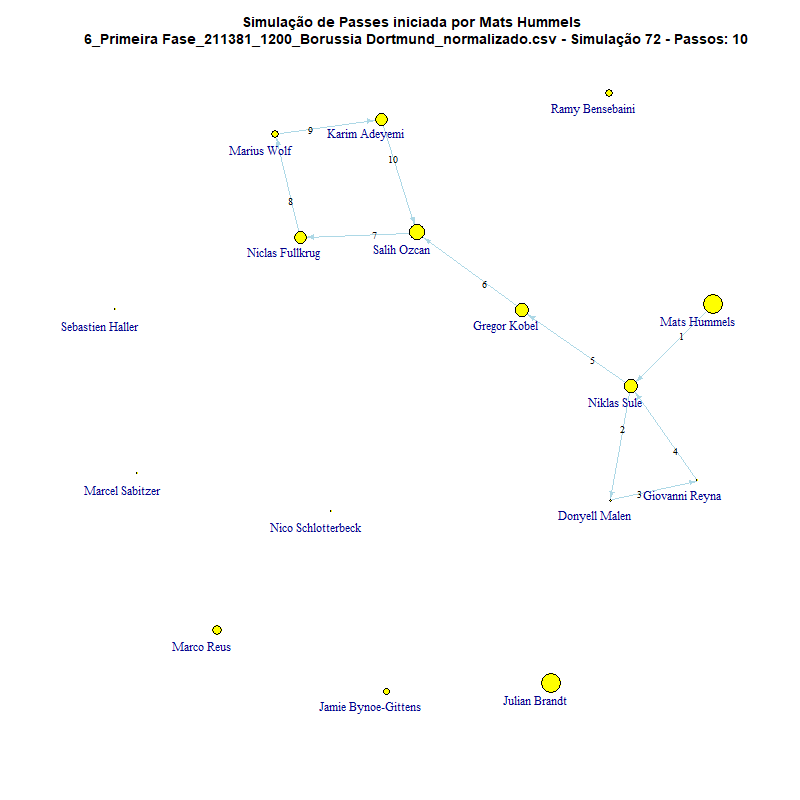 Simulação de Passes iniciada por Mats Hummels
6_Primeira Fase_211381_1200_Borussia Dortmund_normalizado.csv - Simulação 72 - Passos: 10
Ramy Bensebaini
9
Karim Adeyemi
Marius Wolf
10
8
7
Salih Ozcan
Niclas Fullkrug
6
Sebastien Haller
Mats Hummels
Gregor Kobel
1
5
Niklas Sule
2
4
Marcel Sabitzer
3
Giovanni Reyna
Donyell Malen
Nico Schlotterbeck
Marco Reus
Julian Brandt
Jamie Bynoe-Gittens